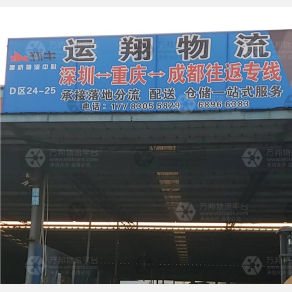 运翔物流
D区24-25
深圳↔重庆↔成都往返专线
承接落地分流 配送 仓储一站式服务
电话：177 8305 5829 6896 6383